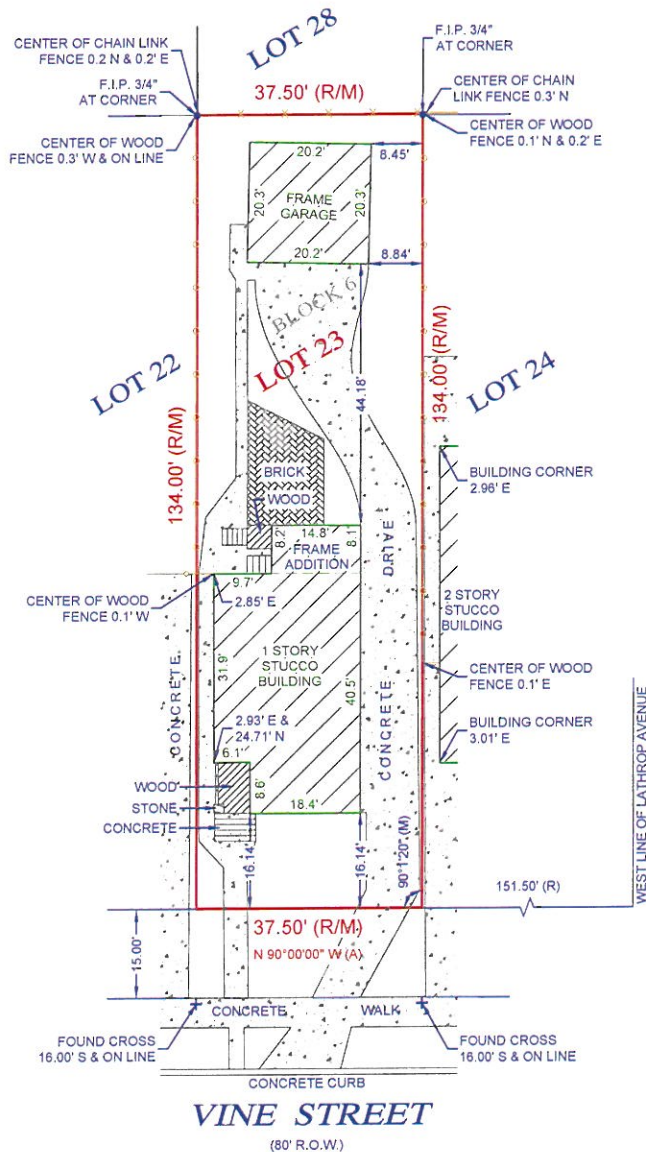 LOT 28
CENTER OF CHAIN LINK
FENCE 0.2 N & 0.2' E
F.I.P. 3/4"
AT CORNER
F.I.P. 3/4"
AT CORNER
37.50' (R/M)
CENTER OF CHAIN
LINK FENCE 0.3' N
CENTER OF WOOD
FENCE 0.3' W & ON LINE
CENTER OF WOOD
FENCE 0.1' N & 0.2' E
20.2'
8.45'
20.3'
FRAME
GARAGE
20.3'
20.2'
8.84'
BLOCK 6
LOT 23
LOT 22
LOT 24
134.00' (R/M)
134.00' (R/M)
44.18'
BRICK
WOOD
BUILDING CORNER
2.96' E
8.2'
14.8'
8.1'
FRAME
ADDITION
DRIVE
9.7'
CENTER OF WOOD
FENCE 0.1' W
2.85' E
2 STORY
STUCCO
BUILDING
1 STORY
STUCCO
BUILDING
31.9'
40.5'
CONCRETE
CONCRETE
CENTER OF WOOD
FENCE 0.1' E
2.93' E &
24.71' N
BUILDING CORNER
3.01' E
6.1'
WOOD
8.6'
STONE
18.4'
CONCRETE
16.14'
16.14'
90°1'20" (M)
151.50' (R)
WEST LINE OF LATHROP AVENUE
37.50' (R/M)
N 90°00'00" W (A)
15.00'
CONCRETE
WALK
FOUND CROSS
16.00' S & ON LINE
FOUND CROSS
16.00' S & ON LINE
CONCRETE CURB
VINE STREET
(80' R.O.W.)